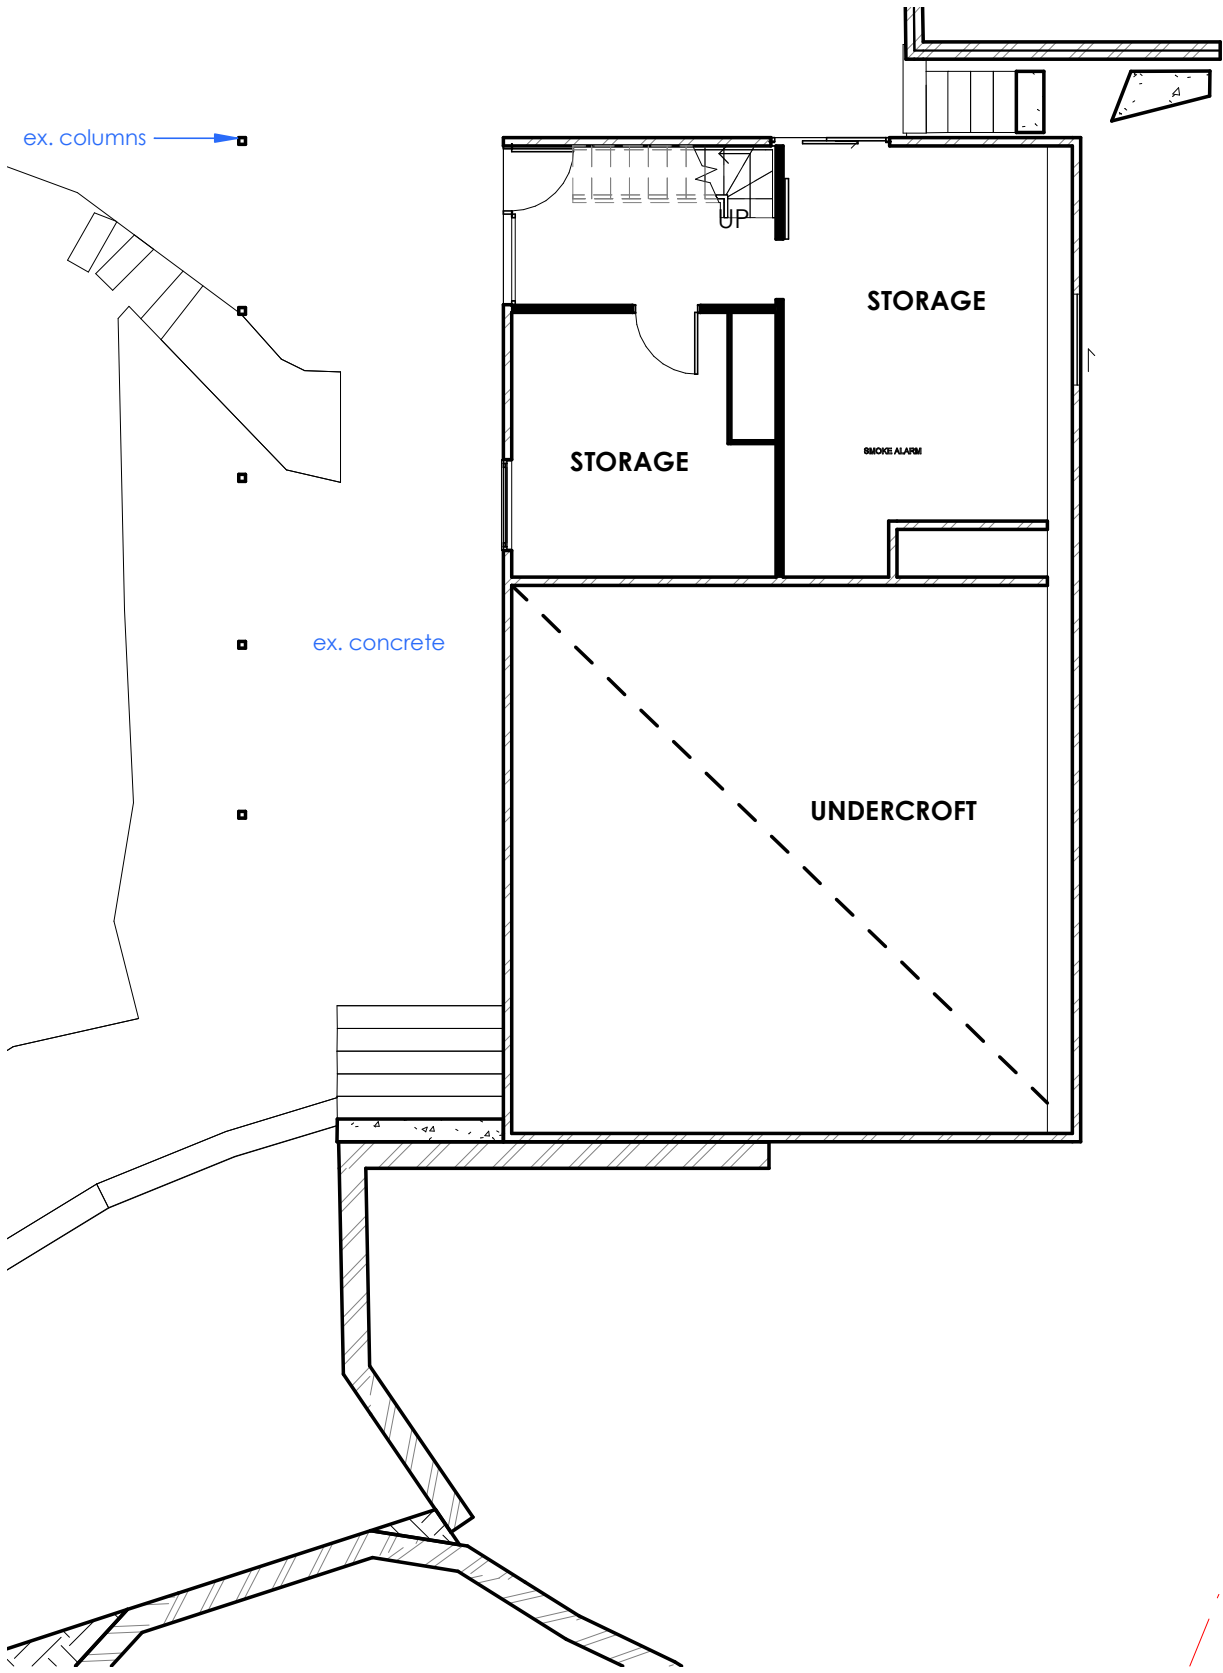 ex. columns
UP
STORAGE
STORAGE
SMOKE ALARM
ex. concrete
UNDERCROFT